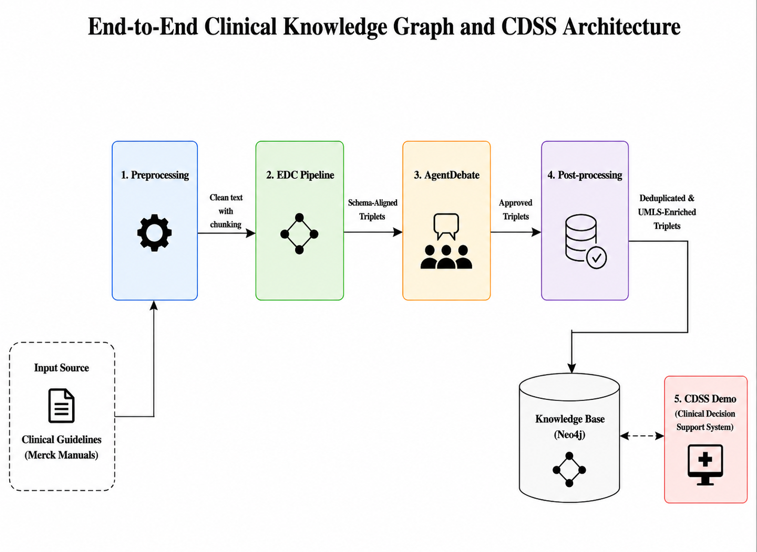 End-to-End Clinical Knowledge Graph and CDSS Architecture
1. Preprocessing
Clean text
with
chunking
2. EDC Pipeline
Schema-Aligned
Triplets
3. AgentDebate
Approved
Triplets
4. Post-processing
Deduplicated &
UMLS-Enriched
Triplets
Input Source
Clinical Guidelines
(Merck Manuals)
Knowledge Base
(Neo4j)
5. CDSS Demo
(Clinical Decision
Support System)